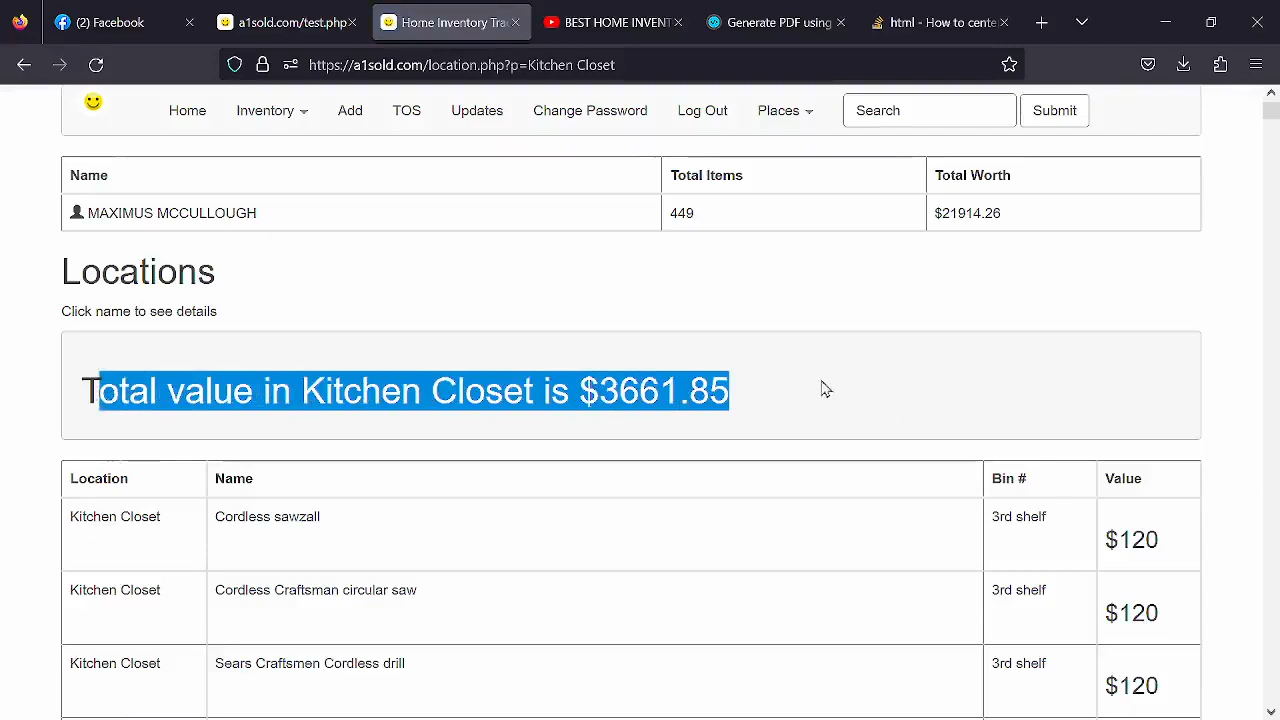 (2) Facebook
a1sold.com/test.php
Home Inventory Tra
BEST HOME INVENT
Generate PDF using
html - How to cente
https://a1sold.com/location.php?p=Kitchen Closet
Home Inventory Add TOS Updates Change Password Log Out Places Search Submit
Name Total Items Total Worth
MAXIMUS MCCULLOUGH 449 $21914.26
Locations
Click name to see details
Total value in Kitchen Closet is $3661.85
Location Name Bin # Value
Kitchen Closet Cordless sawzall 3rd shelf $120
Kitchen Closet Cordless Craftsman circular saw 3rd shelf $120
Kitchen Closet Sears Craftsmen Cordless drill 3rd shelf $120